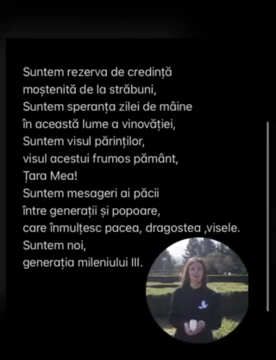 Suntem rezerva de credință
moștenită de la străbuni,
Suntem speranța zilei de mâine
în această lume a vinovăției,
Suntem visul părinților,
visul acestui frumos pământ,
Țara Mea!
Suntem mesageri ai păcii
între generații și popoare,
care înmulțesc pacea, dragostea ,visele.
Suntem noi,
generația mileniului III.